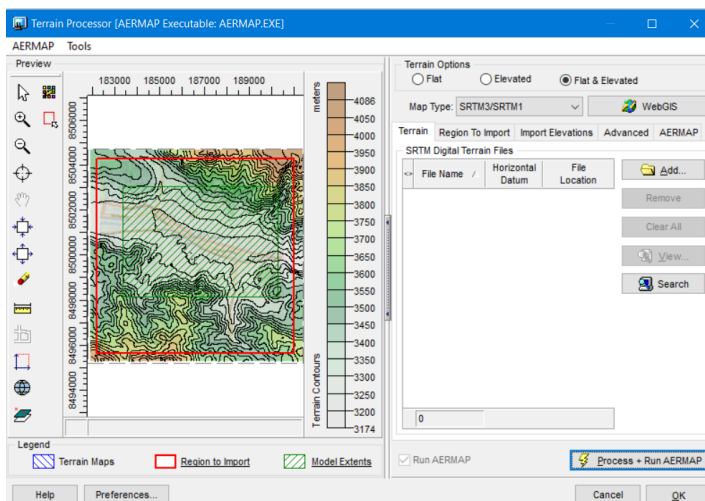 Terrain Processor [AERMAP Executable: AERMAP.EXE]
AERMAP Tools
Preview
183000 185000 187000 189000
8506000
8504000
8502000
8500000
8498000
8496000
8494000
meters
4086
4050
4000
3950
3900
3850
3800
3750
3700
3650
3600
3550
3500
3450
3400
3350
3300
3250
3200
3174
Terrain Contours
Legend
Terrain Maps Region to Import Model Extents
Help Preferences...
Terrain Options
Flat Elevated Flat & Elevated
Map Type: SRTM3/SRTM1 WebGIS
Terrain Region To Import Import Elevations Advanced AERMAP
SRTM Digital Terrain Files
<> File Name / Horizontal Datum File Location
Add...
Remove
Clear All
View...
Search
0
Run AERMAP Process + Run AERMAP
Cancel OK